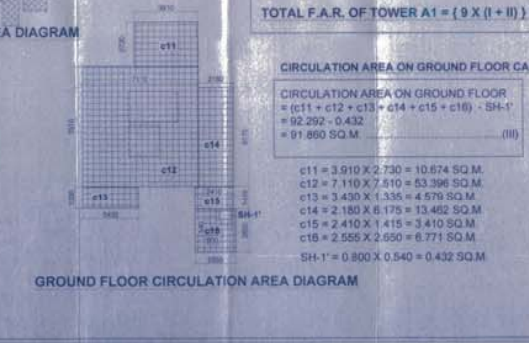 A DIAGRAM
TOTAL F.A.R. OF TOWER A1 = { 9 X (I + II) }
CIRCULATION AREA ON GROUND FLOOR CA
CIRCULATION AREA ON GROUND FLOOR
= (c11 + c12 + c13 + c14 + c15 + c16) - SH-1'
= 92.292 - 0.432
= 91.860 SQ.M. (III)
c11 = 3.910 X 2.730 = 10.674 SQ.M.
c12 = 7.110 X 7.510 = 53.396 SQ.M.
c13 = 3.430 X 1.335 = 4.579 SQ.M.
c14 = 2.180 X 6.175 = 13.462 SQ.M.
c15 = 2.410 X 1.415 = 3.410 SQ.M.
c16 = 2.555 X 2.650 = 6.771 SQ.M.
SH-1' = 0.800 X 0.540 = 0.432 SQ.M.
3910
c11
7110
2180
c14
c12
c13
2410
c15
SH-1'
c16
GROUND FLOOR CIRCULATION AREA DIAGRAM